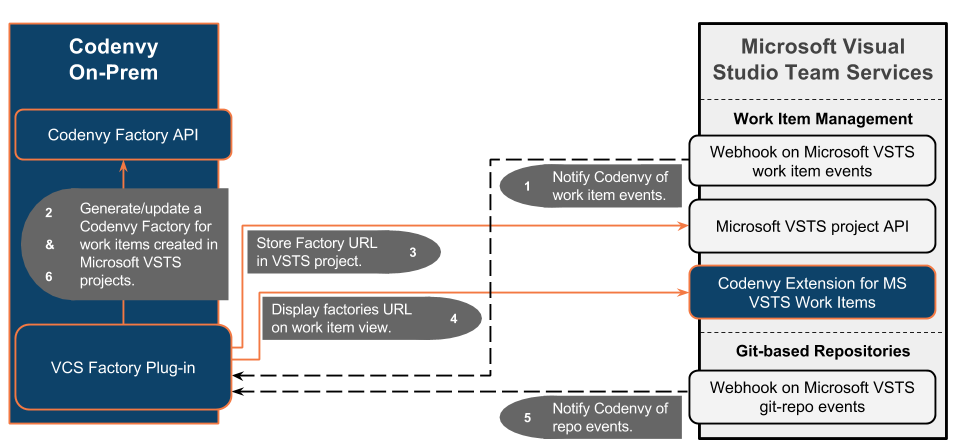 Codenvy
On-Prem
Codenvy Factory API
2
&
6
Generate/update a
Codenvy Factory for
work items created in
Microsoft VSTS
projects.
VCS Factory Plug-in
1
Notify Codenvy of
work item events.
Store Factory URL
in VSTS project.
3
Display factories URL
on work item view.
4
5
Notify Codenvy of
repo events.
Microsoft Visual
Studio Team Services
Work Item Management
Webhook on Microsoft VSTS
work item events
Microsoft VSTS project API
Codenvy Extension for MS
VSTS Work Items
Git-based Repositories
Webhook on Microsoft VSTS
git-repo events